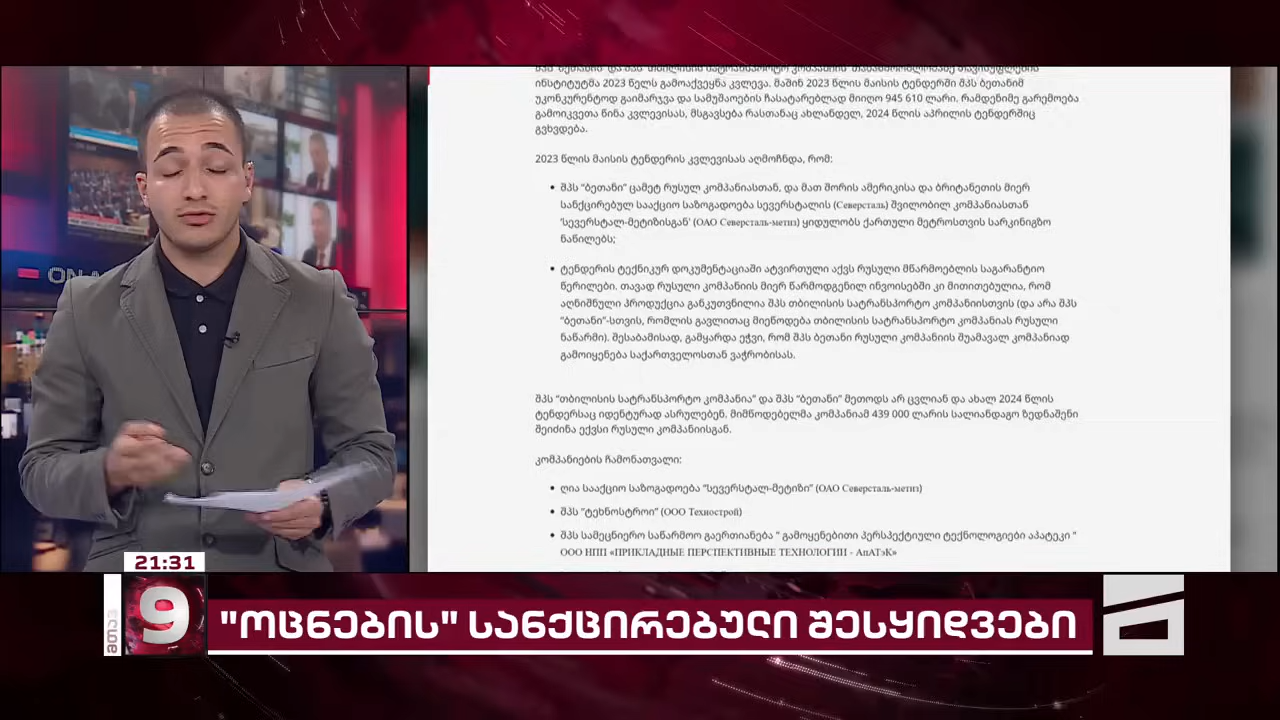 ინსტიტუტმა 2023 წელს გამოაქვეყნა კვლევა. მაშინ 2023 წლის მაისის ტენდერში შპს ბეთანიმ
უკონკურენტოდ გაიმარჯვა და სამუშაოების ჩასატარებლად მიიღო 945 610 ლარი. რამდენიმე გარემოება
გამოიკვეთა წინა კვლევისას, მსგავსება რასთანაც ახლანდელ, 2024 წლის აპრილის ტენდერშიც
გვხვდება.
2023 წლის მაისის ტენდერის კვლევისას აღმოჩნდა, რომ:
• შპს “ბეთანი” ცამეტ რუსულ კომპანიასთან, და მათ შორის ამერიკისა და ბრიტანეთის მიერ
სანქცირებულ სააქციო საზოგადოება სევერსტალის (Северсталь) შვილობილ კომპანიასთან
‘სევერსტალ-მეტიზისგან’ (ОАО Северсталь-метиз) ყიდულობს ქართული მეტროსთვის სარკინიგზო
ნაწილებს;
• ტენდერის ტექნიკურ დოკუმენტაციაში ატვირთული აქვს რუსული მწარმოებლის საგარანტიო
წერილები. თავად რუსული კომპანიის მიერ წარმოდგენილ ინვოისებში კი მითითებულია, რომ
აღნიშნული პროდუქცია განკუთვნილია შპს თბილისის სატრანსპორტო კომპანიისთვის (და არა შპს
“ბეთანი”-სთვის, რომლის გავლითაც მიეწოდება თბილისის სატრანსპორტო კომპანიას რუსული
ნაწარმი). შესაბამისად, გამყარდა ეჭვი, რომ შპს ბეთანი რუსული კომპანიის შუამავალ კომპანიად
გამოიყენება საქართველოსთან ვაჭრობისას.
შპს “თბილისის სატრანსპორტო კომპანია” და შპს “ბეთანი” მეთოდს არ ცვლიან და ახალ 2024 წლის
ტენდერსაც იდენტურად ასრულებენ. მიმწოდებელმა კომპანიამ 439 000 ლარის სალიანდაგო ზედნაშენი
შეიძინა ექვსი რუსული კომპანიისგან.
კომპანიების ჩამონათვალი:
• ღია სააქციო საზოგადოება “სევერსტალ-მეტიზი” (ОАО Северсталь-метиз)
• შპს “ტეხნოსტროი” (ООО Технострой)
• შპს სამეცნიერო საწარმოო გაერთიანება “ გამოყენებითი პერსპექტიული ტექნოლოგიები აპატეკი “
ООО НПП «ПРИКЛАДНЫЕ ПЕРСПЕКТИВНЫЕ ТЕХНОЛОГИИ - АпАТэК»
ON A
21:31
მთავ
9
"ოცნების" სანქცირებული შესყიდვები